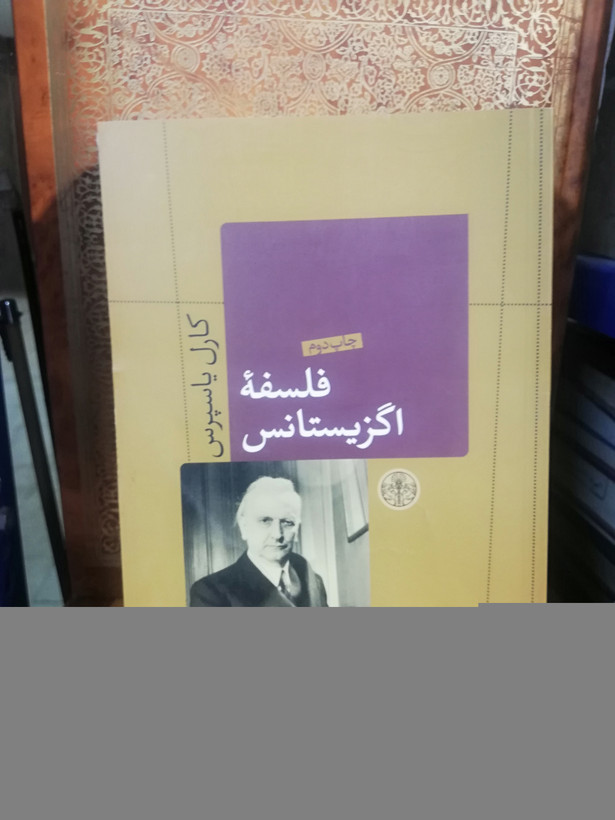 چاپ دوم
فلسفهٔ
اگزیستانس
کارل یاسپرس